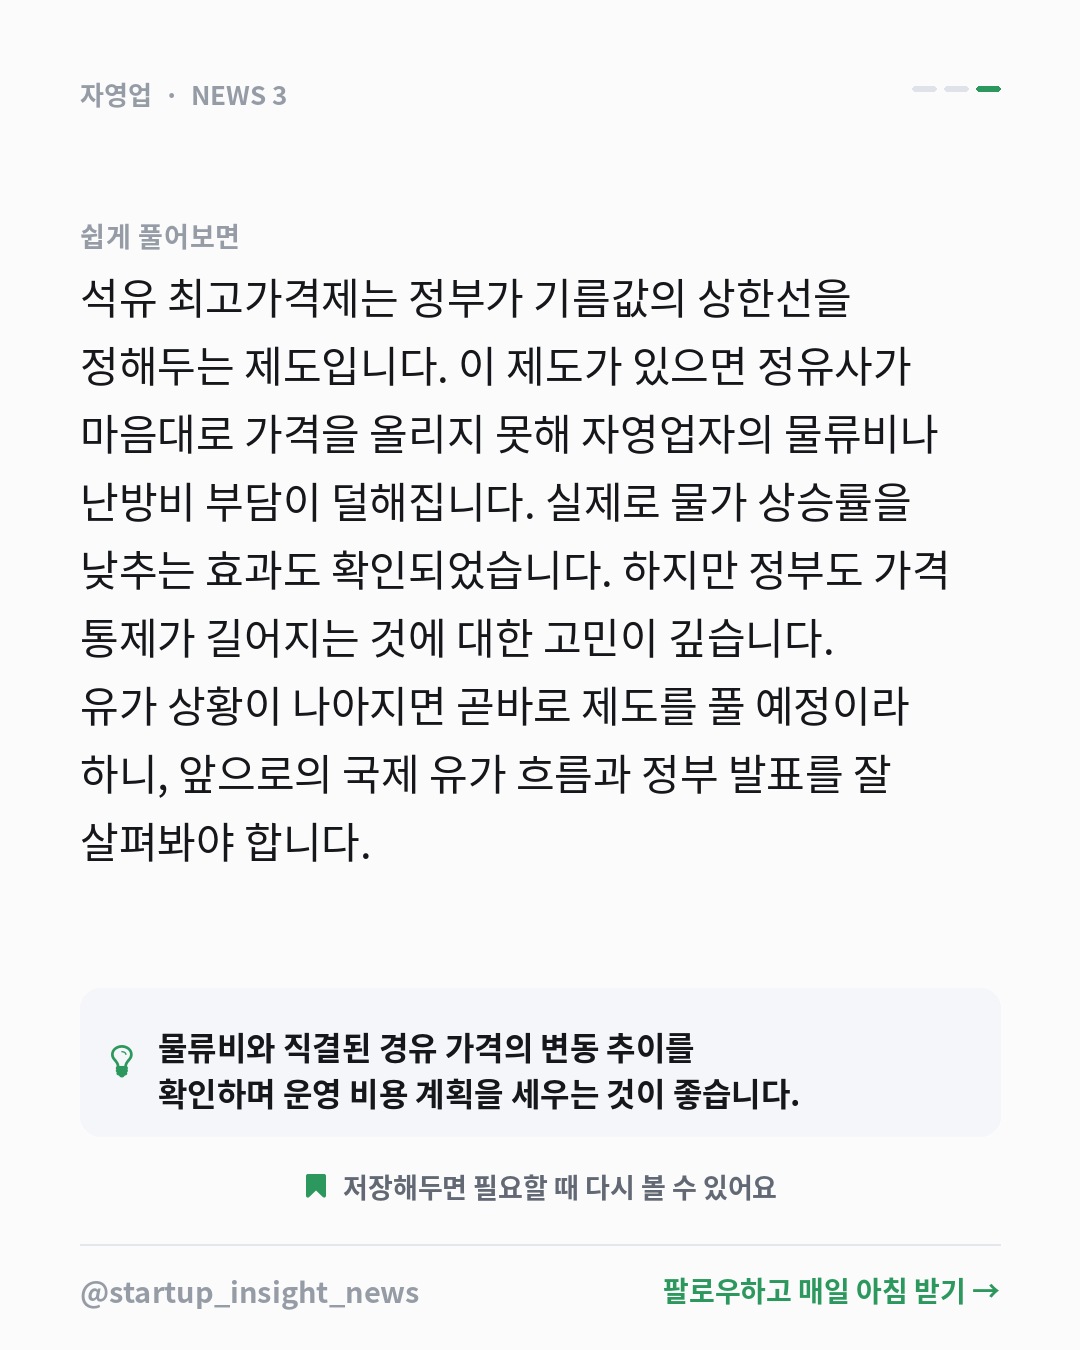 자영업 · NEWS 3
쉽게 풀어보면
석유 최고가격제는 정부가 기름값의 상한선을
정해두는 제도입니다. 이 제도가 있으면 정유사가
마음대로 가격을 올리지 못해 자영업자의 물류비나
난방비 부담이 덜해집니다. 실제로 물가 상승률을
낮추는 효과도 확인되었습니다. 하지만 정부도 가격
통제가 길어지는 것에 대한 고민이 깊습니다.
유가 상황이 나아지면 곧바로 제도를 풀 예정이라
하니, 앞으로의 국제 유가 흐름과 정부 발표를 잘
살펴봐야 합니다.
물류비와 직결된 경유 가격의 변동 추이를
확인하며 운영 비용 계획을 세우는 것이 좋습니다.
저장해두면 필요할 때 다시 볼 수 있어요
@startup_insight_news
팔로우하고 매일 아침 받기 →